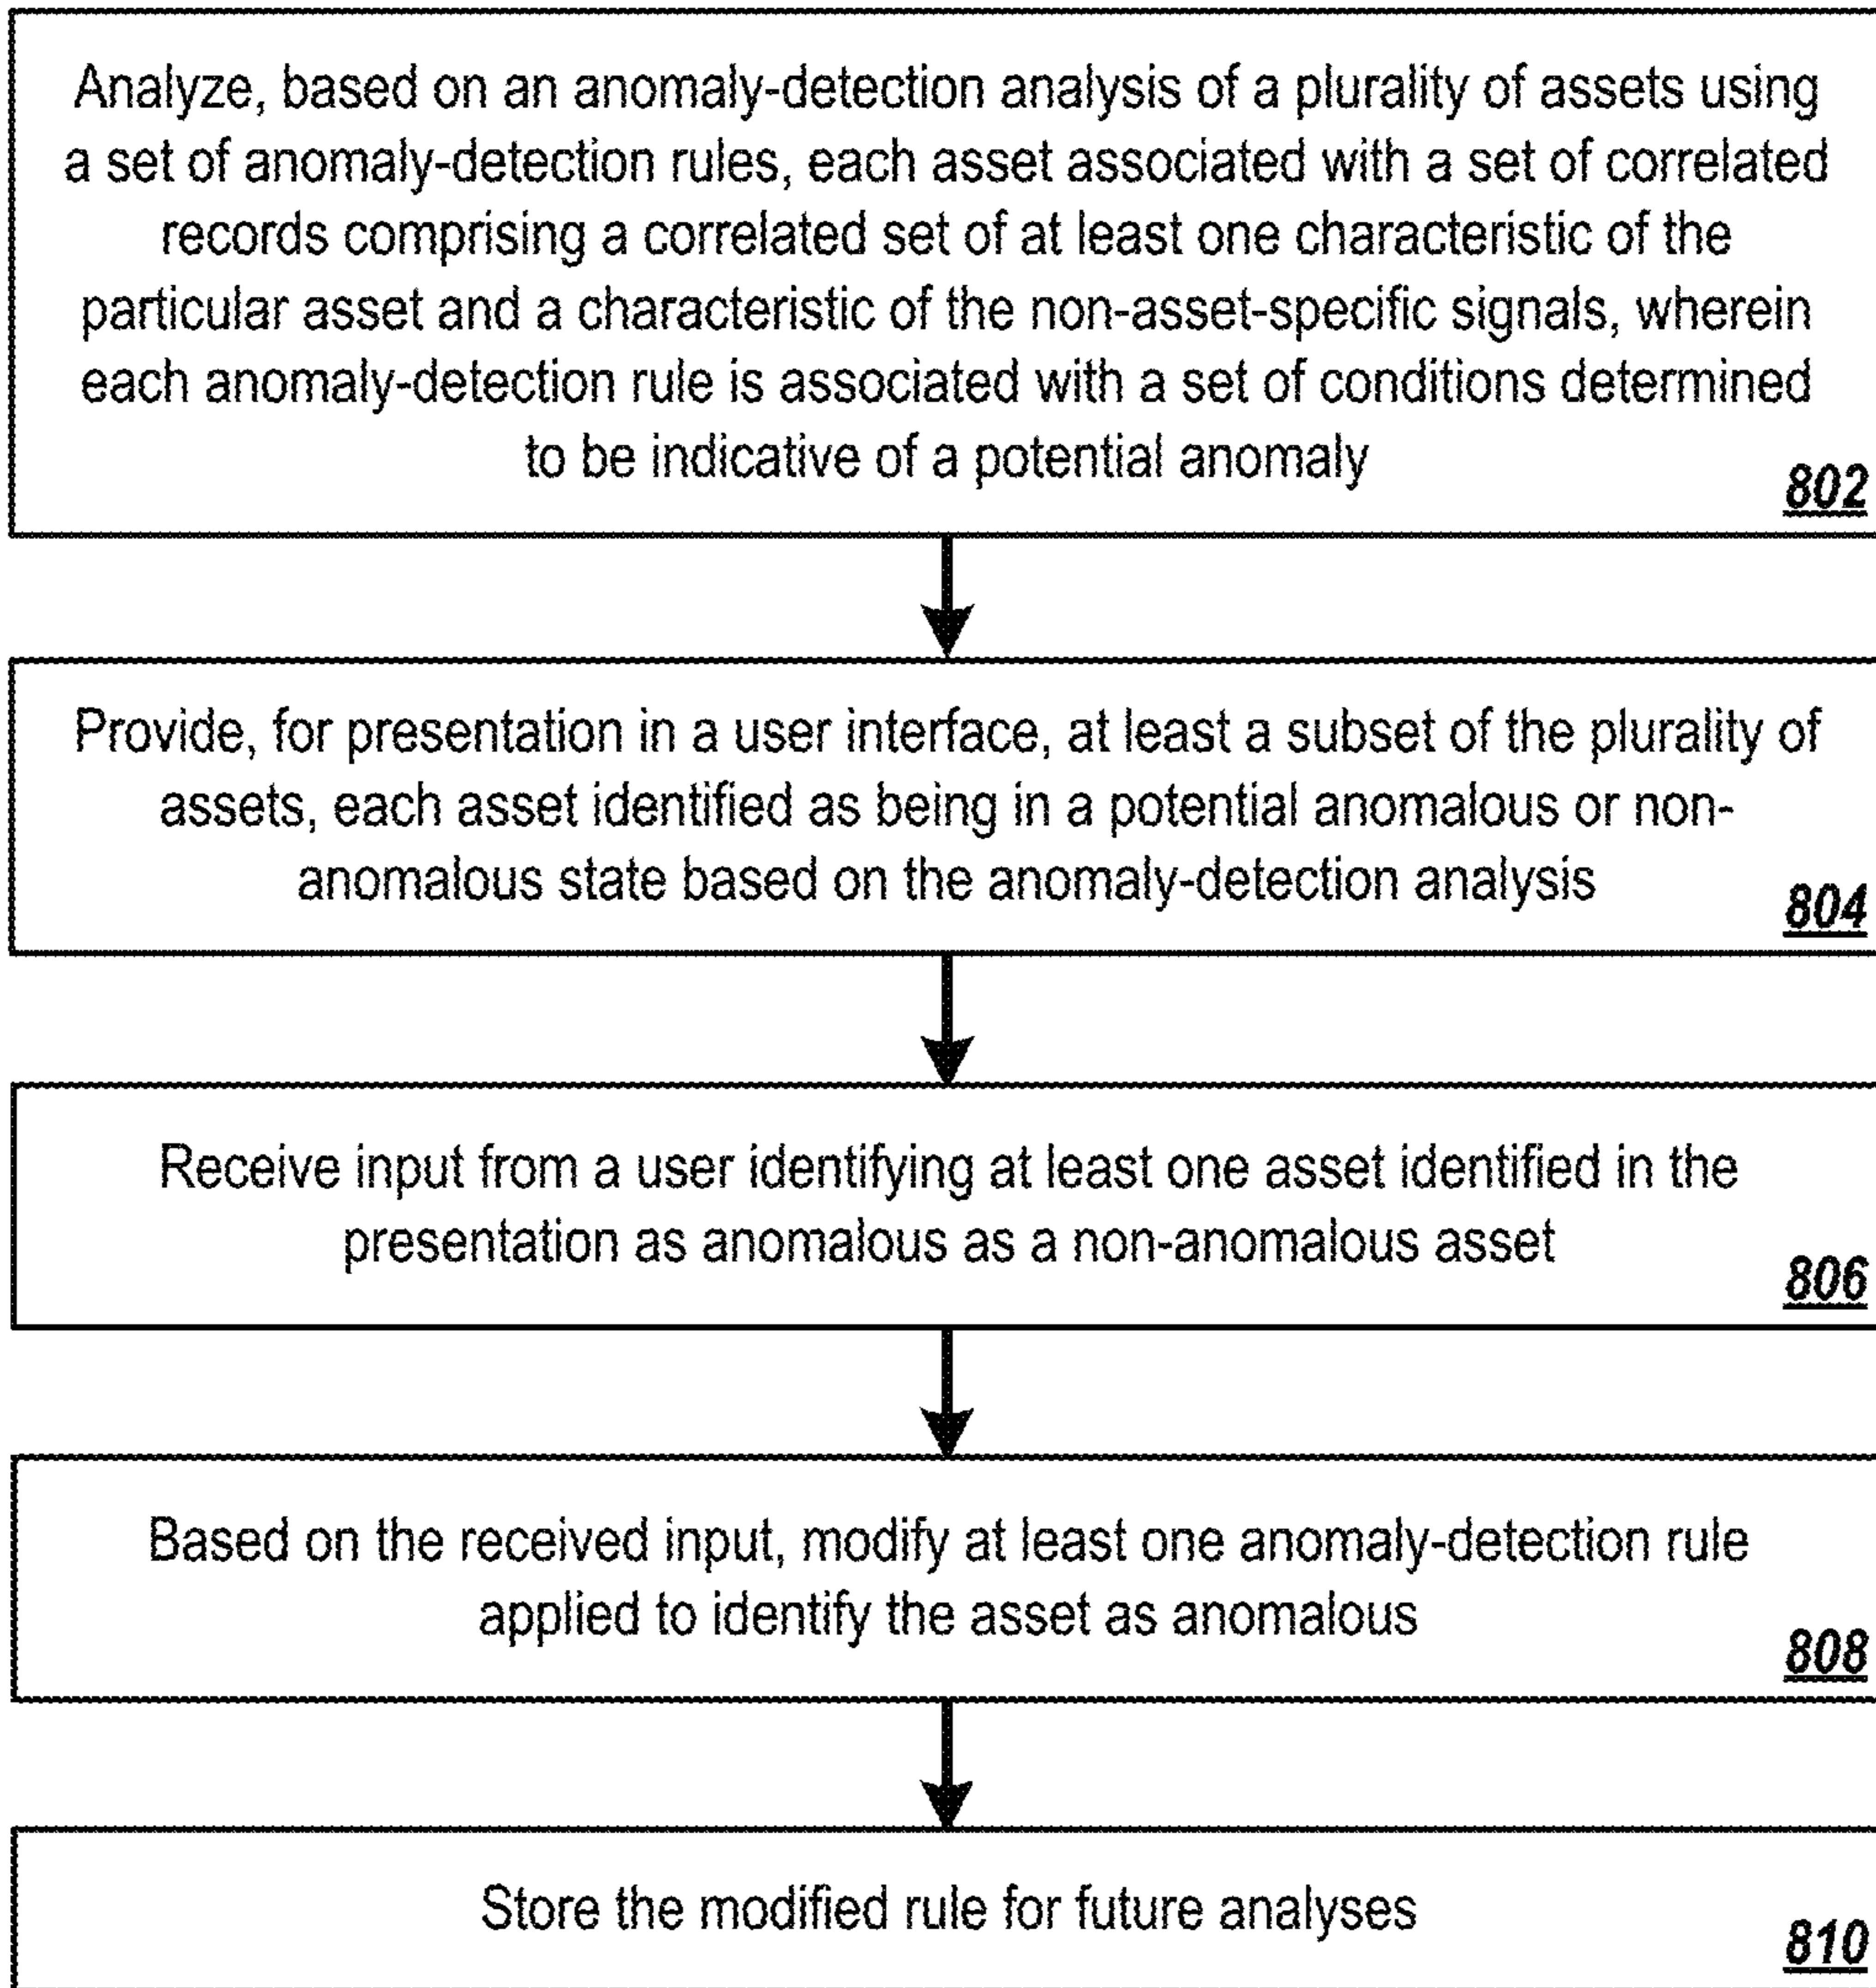 Analyze, based on an anomaly-detection analysis of a plurality of assets using
a set of anomaly-detection rules, each asset associated with a set of correlated
records comprising a correlated set of at least one characteristic of the
particular asset and a characteristic of the non-asset-specific signals, wherein
each anomaly-detection rule is associated with a set of conditions determined
to be indicative of a potential anomaly
802
Provide, for presentation in a user interface, at least a subset of the plurality of
assets, each asset identified as being in a potential anomalous or non-
anomalous state based on the anomaly-detection analysis
804
Receive input from a user identifying at least one asset identified in the
presentation as anomalous as a non-anomalous asset
806
Based on the received input, modify at least one anomaly-detection rule
applied to identify the asset as anomalous
808
Store the modified rule for future analyses
810